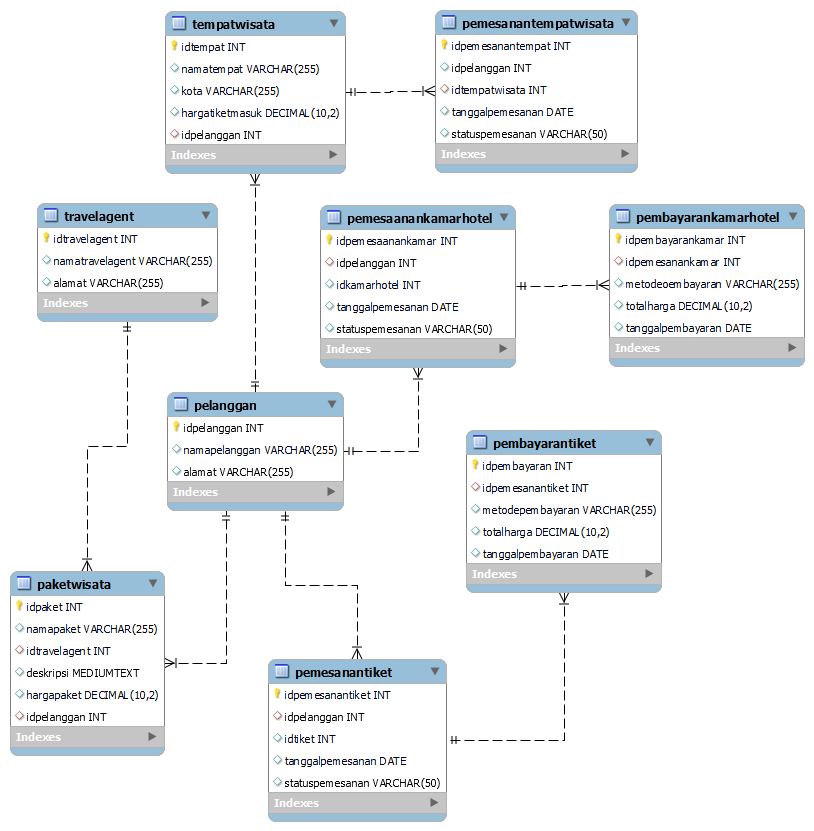 tempatwisata
idtempat INT
namatempat VARCHAR(255)
kota VARCHAR(255)
hargatiketmasuk DECIMAL(10,2)
idpelanggan INT
Indexes
pemesanantempatwisata
idpemesanantempat INT
idpelanggan INT
idtempatwisata INT
tanggalpemesanan DATE
statuspemesanan VARCHAR(50)
Indexes
travelagent
idtravelagent INT
namatravelagent VARCHAR(255)
alamat VARCHAR(255)
Indexes
pemesaanankamarhotel
idpemesaanankamar INT
idpelanggan INT
idkamarhotel INT
tanggalpemesanan DATE
statuspemesanan VARCHAR(50)
Indexes
pembayarankamarhotel
idpembayarankamar INT
idpemesanankamar INT
metodeoembayaran VARCHAR(255)
totalharga DECIMAL(10,2)
tanggalpembayaran DATE
Indexes
pelanggan
idpelanggan INT
namapelanggan VARCHAR(255)
alamat VARCHAR(255)
Indexes
pembayarantiket
idpembayaran INT
idpemesanantiket INT
metodepembayaran VARCHAR(255)
totalharga DECIMAL(10,2)
tanggalpembayaran DATE
Indexes
paketwisata
idpaket INT
namapaket VARCHAR(255)
idtravelagent INT
deskripsi MEDIUMTEXT
hargapaket DECIMAL(10,2)
idpelanggan INT
Indexes
pemesanantiket
idpemesanantiket INT
idpelanggan INT
idtiket INT
tanggalpemesanan DATE
statuspemesanan VARCHAR(50)
Indexes